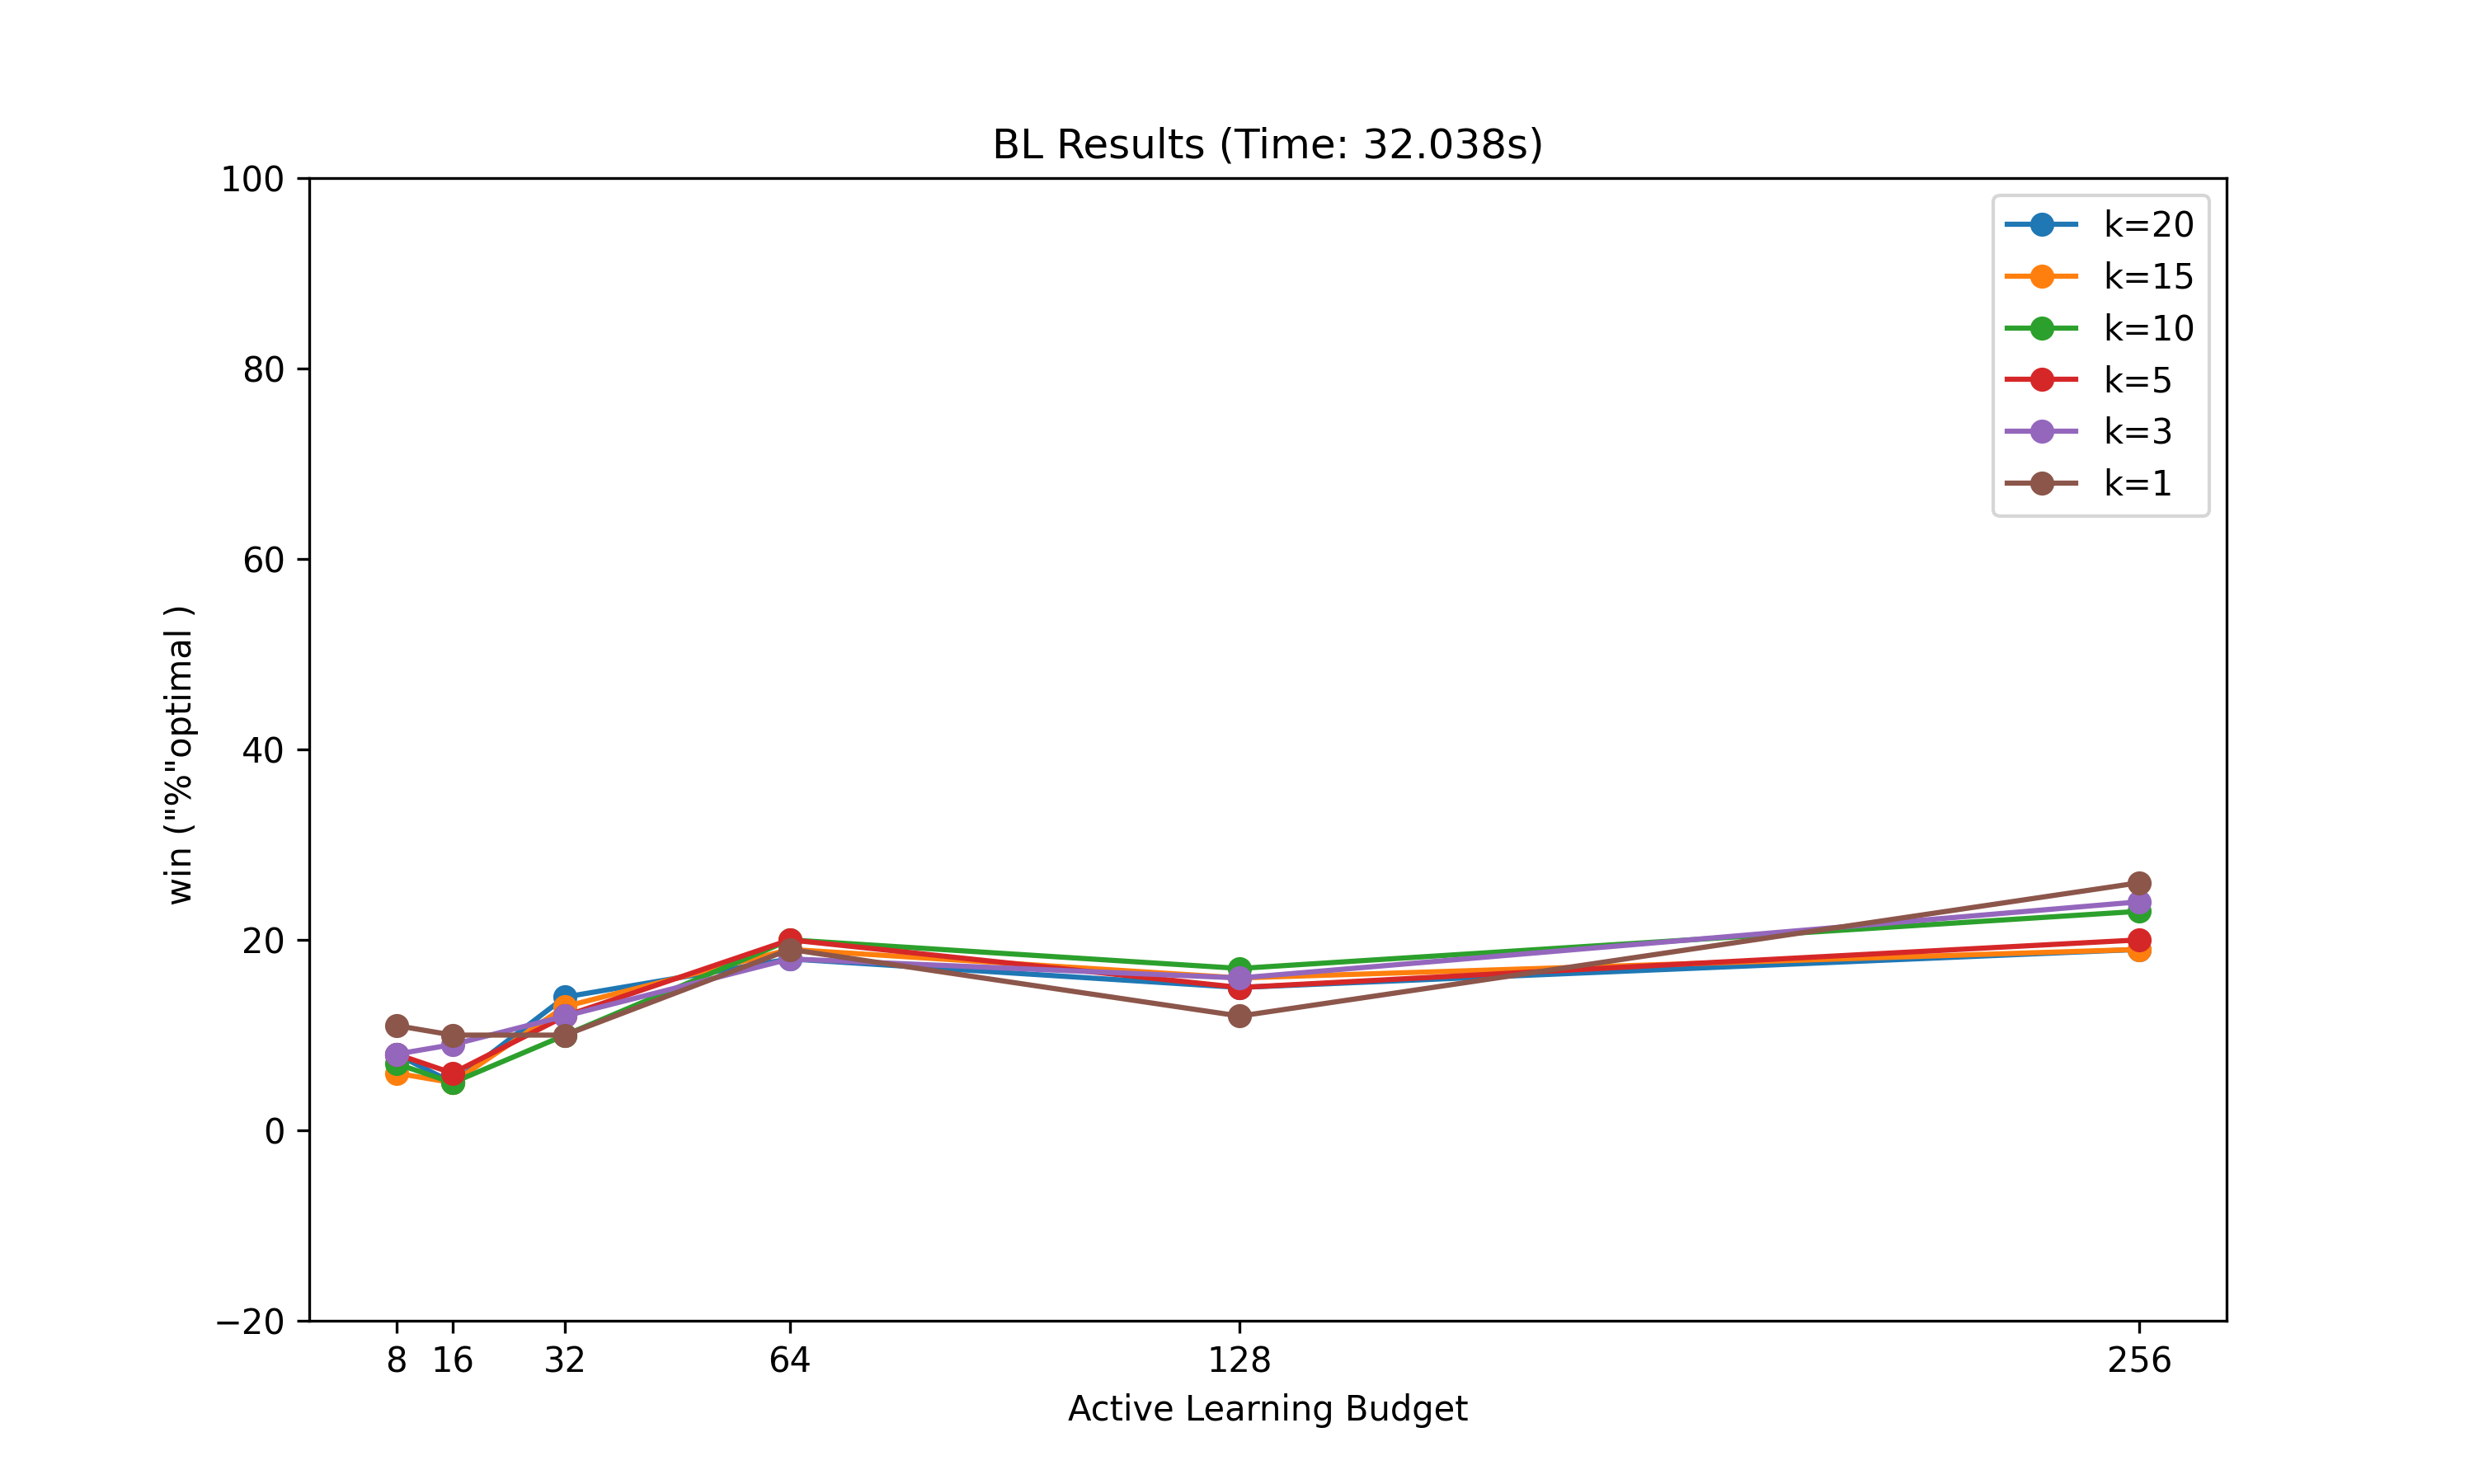 BL Results (Time: 32.038s)
100
80
60
40
20
0
−20
win ("%"optimal )
k=20
k=15
k=10
k=5
k=3
k=1
8 16 32 64 128 256
Active Learning Budget